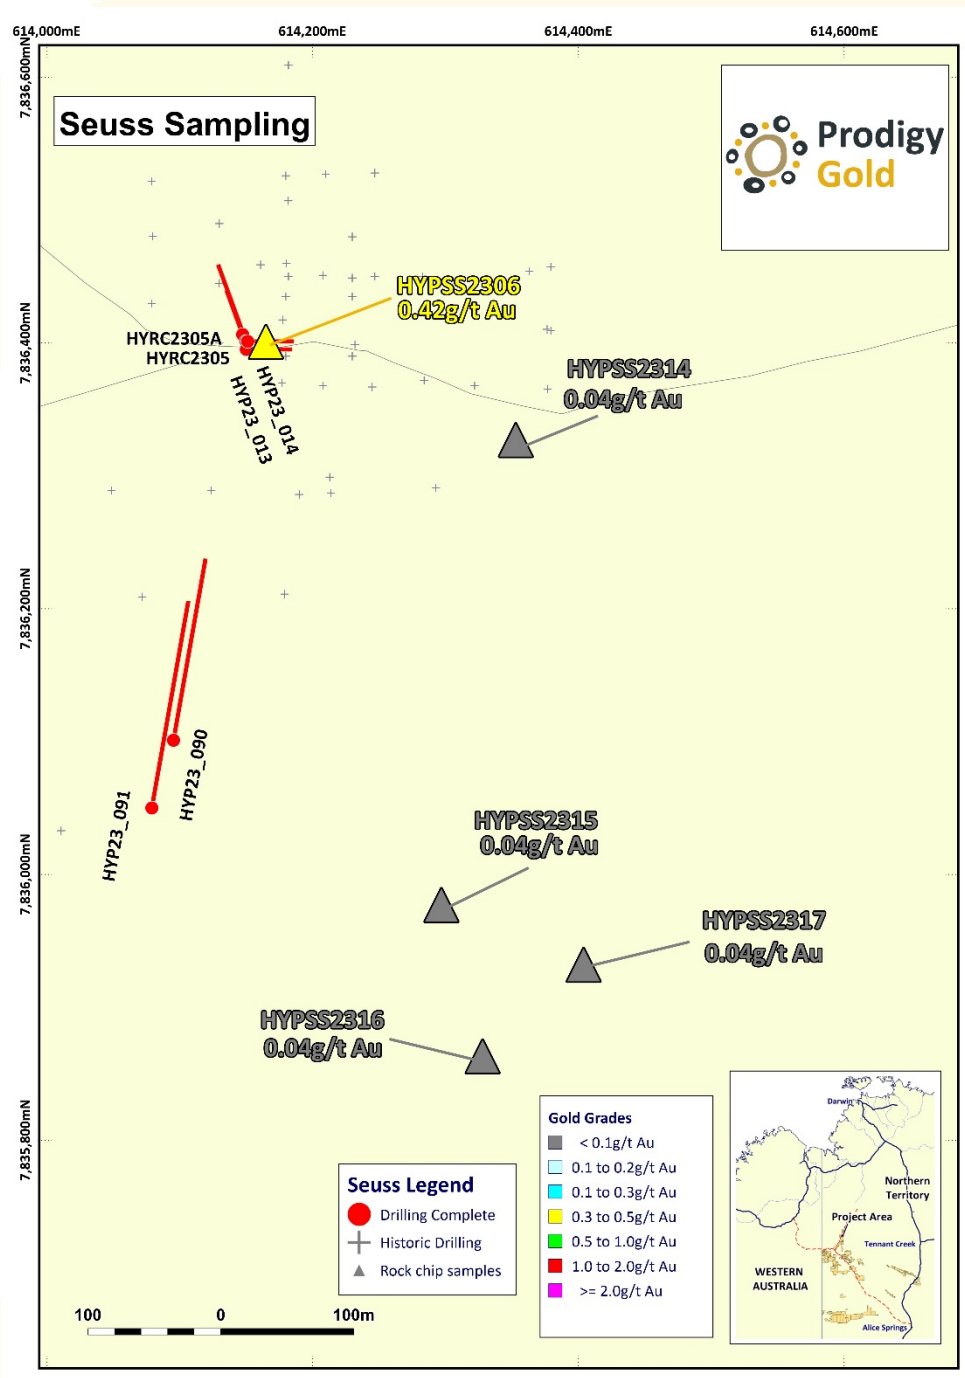 614,000mE
614,200mE
614,400mE
614,600mE
7,836,600mN
7,836,400mN
7,836,200mN
7,836,000mN
7,835,800mN
Seuss Sampling
Prodigy
Gold
HYPSS2306
0.42g/t Au
HYRC2305A
HYRC2305
HYP23_014
HYP23_013
HYPSS2314
0.04g/t Au
HYP23_090
HYP23_091
HYPSS2315
0.04g/t Au
HYPSS2317
0.04g/t Au
HYPSS2316
0.04g/t Au
Seuss Legend
Drilling Complete
Historic Drilling
Rock chip samples
Gold Grades
< 0.1g/t Au
0.1 to 0.2g/t Au
0.1 to 0.3g/t Au
0.3 to 0.5g/t Au
0.5 to 1.0g/t Au
1.0 to 2.0g/t Au
>= 2.0g/t Au
Darwin
Northern
Territory
Project Area
Tennant Creek
WESTERN
AUSTRALIA
Alice Springs
100 0 100m